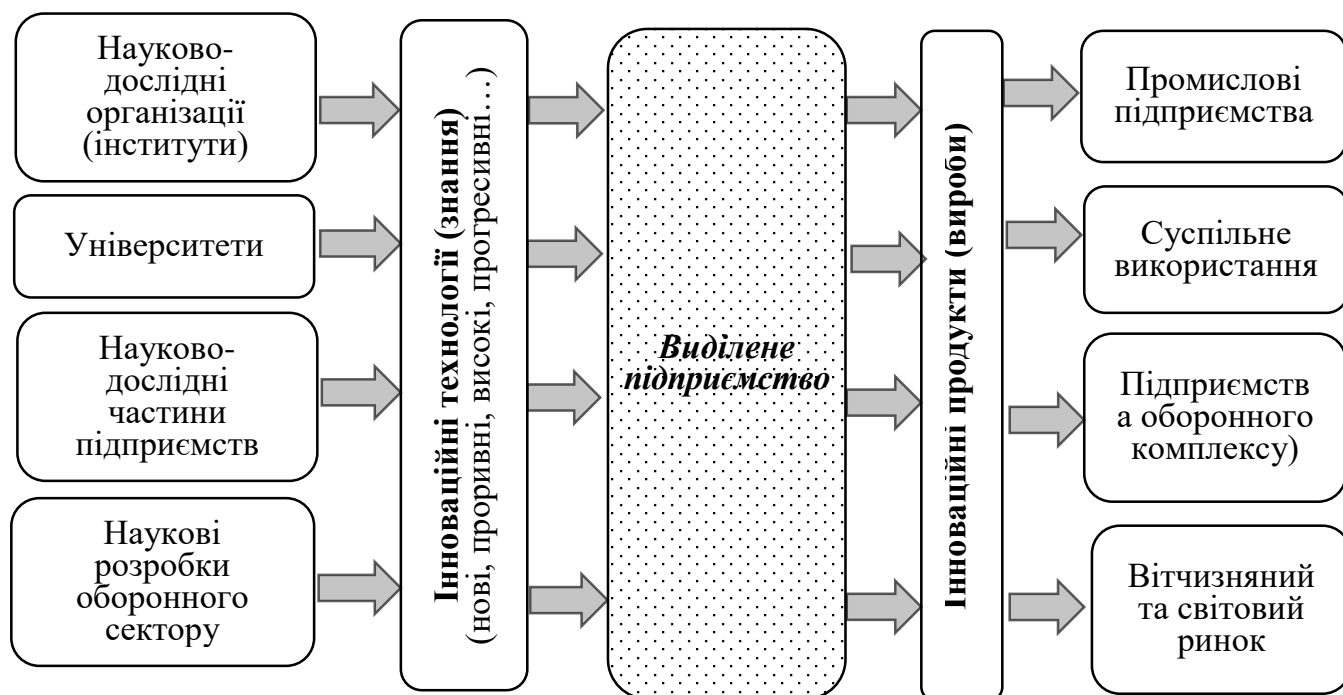 Науково-
дослідні
організації
(інститути)
Університети
Науково-
дослідні
частини
підприємств
Наукові
розробки
оборонного
сектору
Інноваційні технології (знання)
(нові, проривні, високі, прогресивні…)
Виділене
підприємство
Інноваційні продукти (вироби)
Промислові
підприємства
Суспільне
використання
Підприємств
а оборонного
комплексу)
Вітчизняний
та світовий
ринок